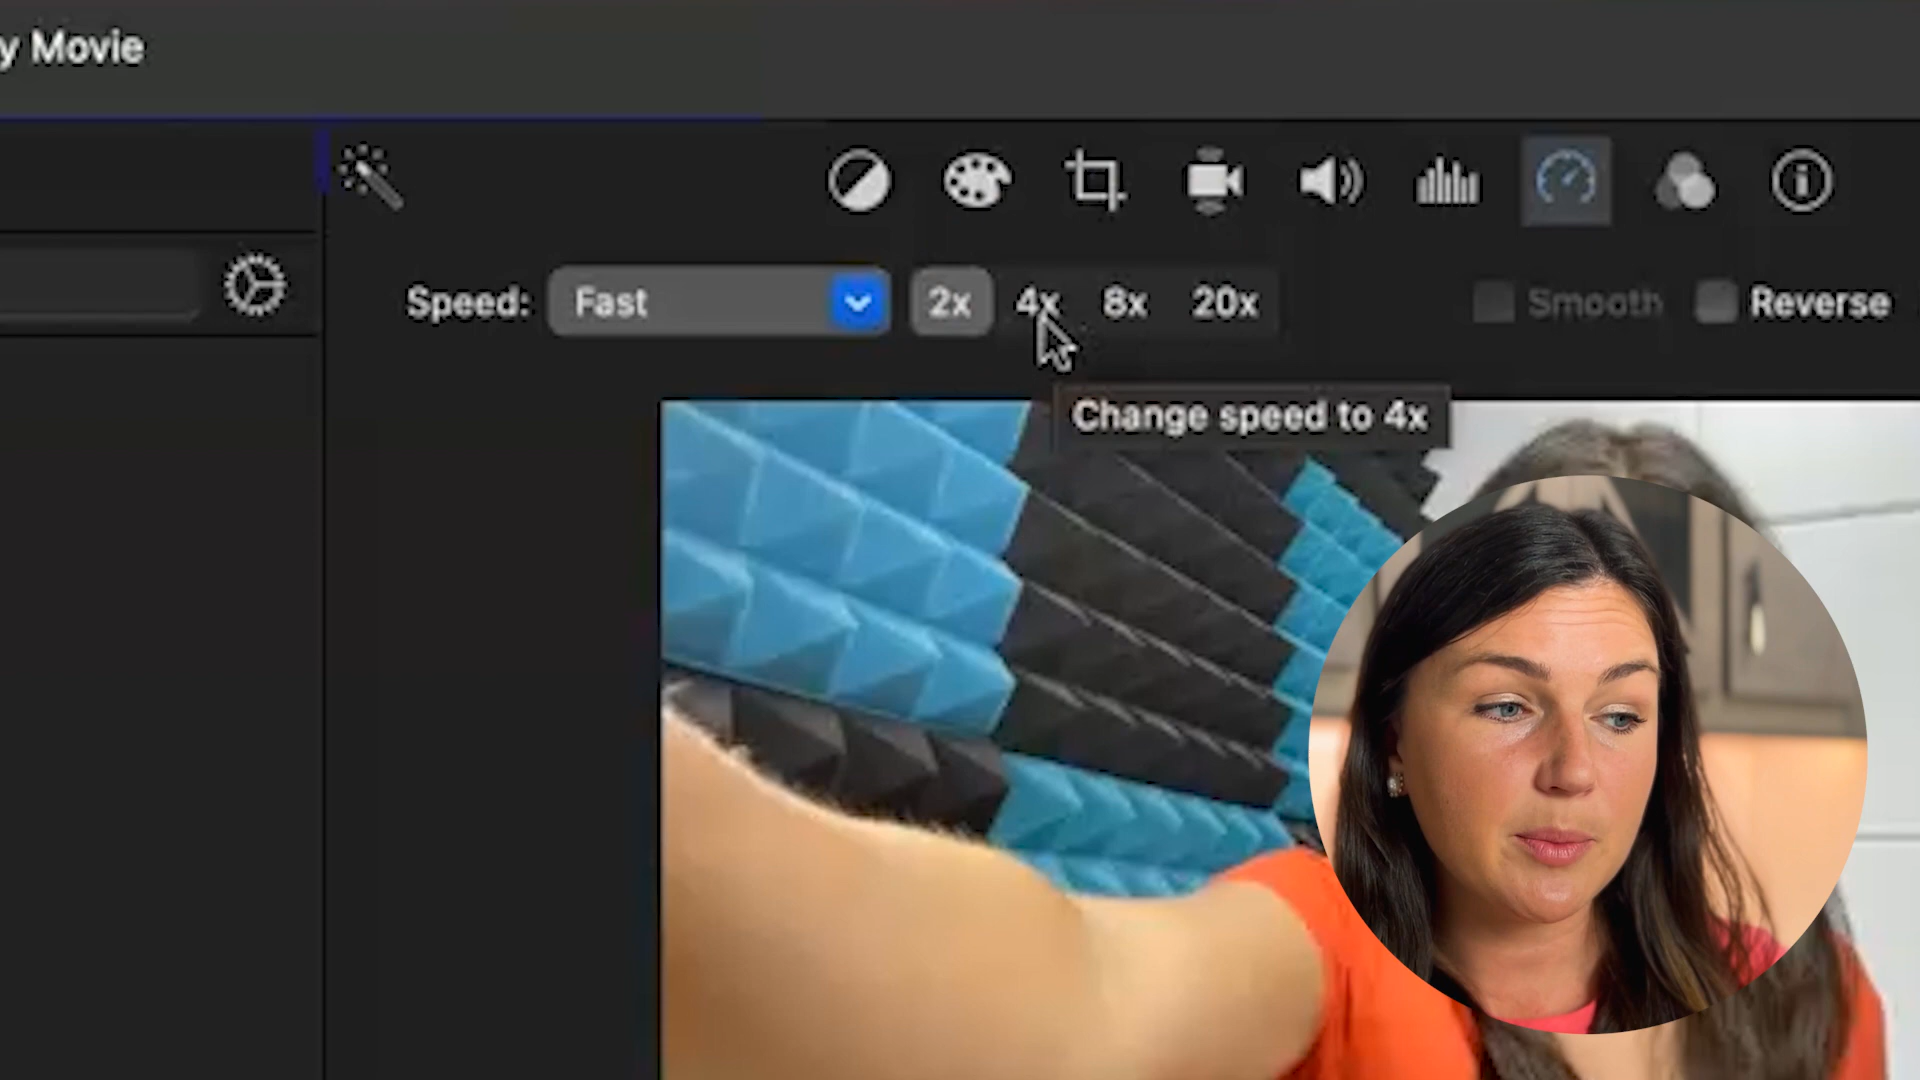 y Movie
Speed: Fast 2x 4x 8x 20x Smooth Reverse
Change speed to 4x